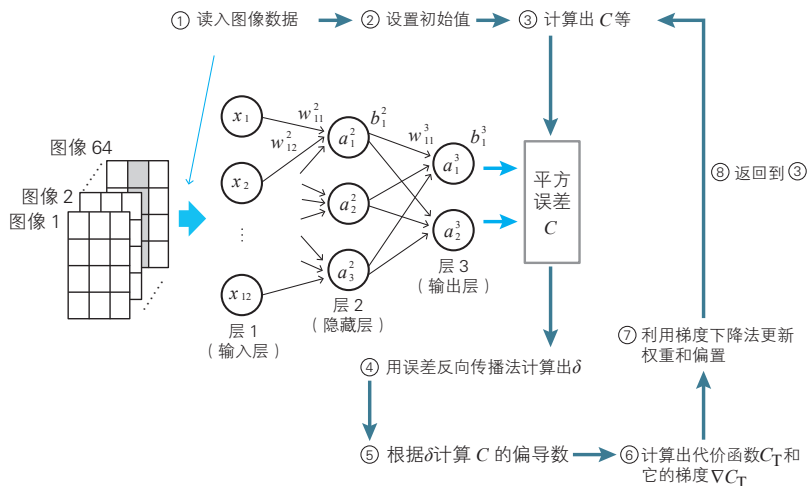 ① 读入图像数据
② 设置初始值
③ 计算出 C 等
图像 64
图像 2
图像 1
x₁
x₂
⋮
x₁₂
w²₁₁
w²₁₂
b²₁
a²₁
a²₂
a²₃
w³₁₁
b³₁
a³₁
a³₂
层 1
（输入层）
层 2
（隐藏层）
层 3
（输出层）
平方
误差
C
④ 用误差反向传播法计算出δ
⑤ 根据δ计算 C 的偏导数
⑥ 计算出代价函数C_T和
它的梯度∇C_T
⑦ 利用梯度下降法更新
权重和偏置
⑧ 返回到 ③